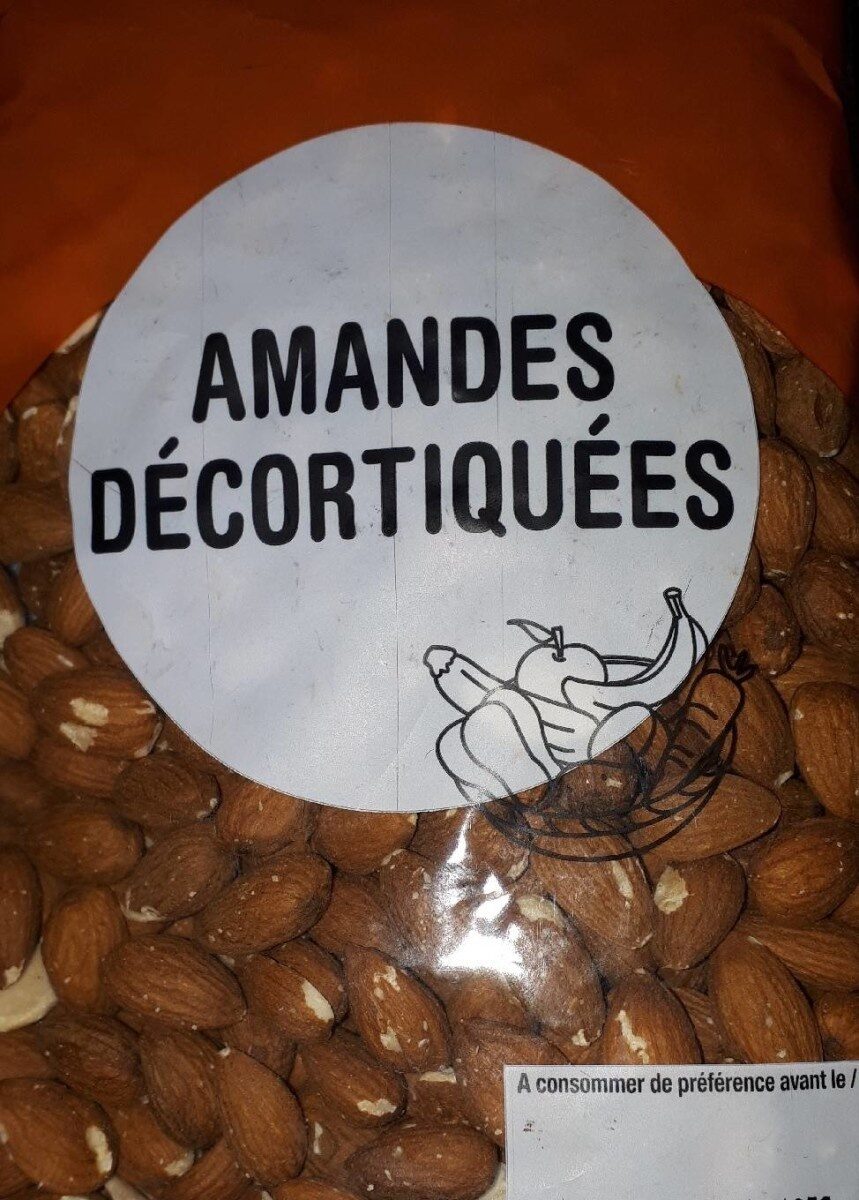 AMANDES
DÉCORTIQUÉES
A consommer de préférence avant le /